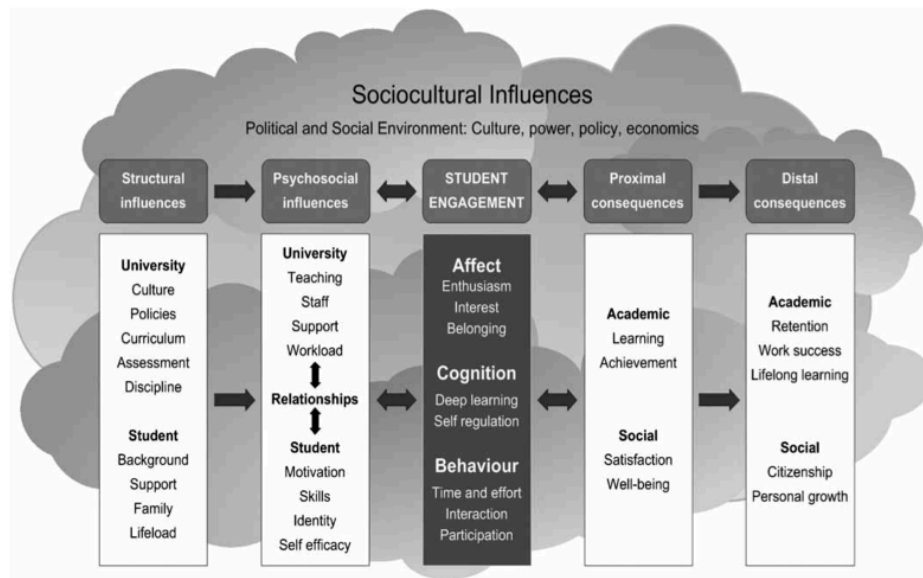 Sociocultural Influences
Political and Social Environment: Culture, power, policy, economics
Structural
influences
Psychosocial
influences
STUDENT
ENGAGEMENT
Proximal
consequences
Distal
consequences
University
Culture
Policies
Curriculum
Assessment
Discipline
Student
Background
Support
Family
Lifeload
University
Teaching
Staff
Support
Workload
Relationships
Student
Motivation
Skills
Identity
Self efficacy
Affect
Enthusiasm
Interest
Belonging
Cognition
Deep learning
Self regulation
Behaviour
Time and effort
Interaction
Participation
Academic
Learning
Achievement
Social
Satisfaction
Well-being
Academic
Retention
Work success
Lifelong learning
Social
Citizenship
Personal growth